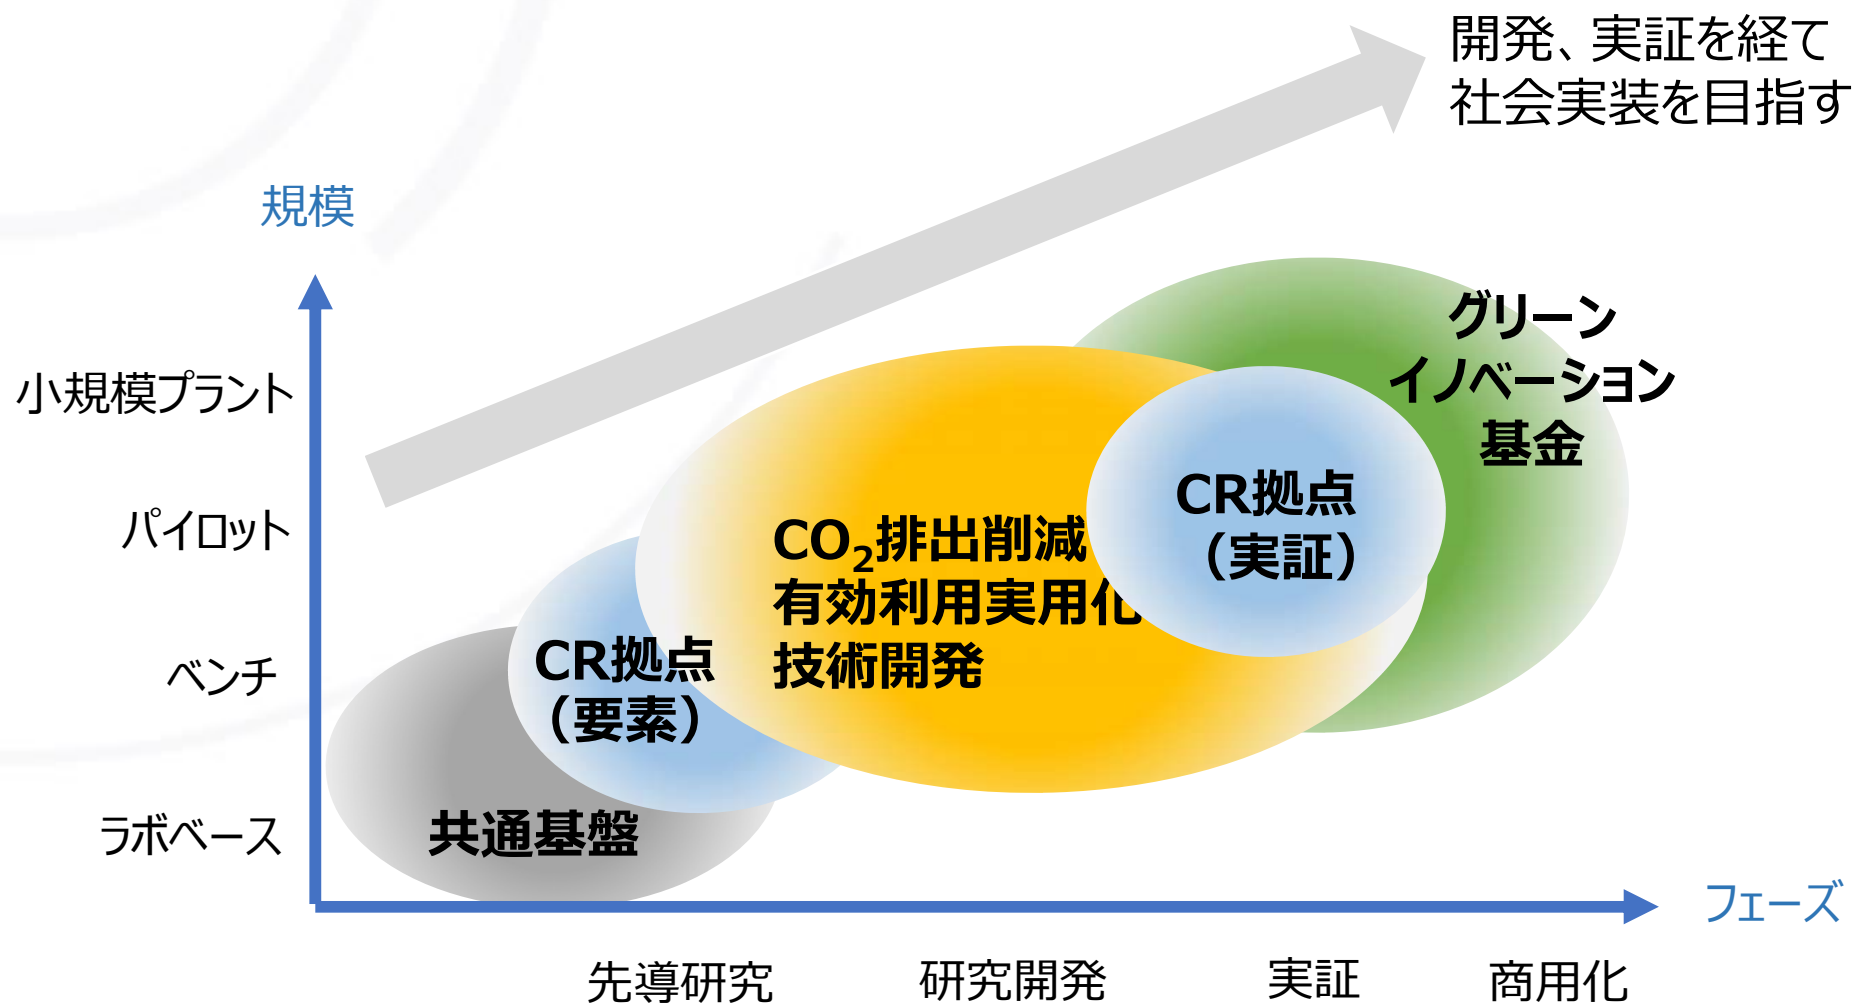 開発、実証を経て
社会実装を目指す
規模
小規模プラント
パイロット
ベンチ
ラボベース
グリーン
イノベーション
基金
CR拠点
（実証）
CO₂排出削減
有効利用実用化
技術開発
CR拠点
（要素）
共通基盤
フェーズ
先導研究
研究開発
実証
商用化